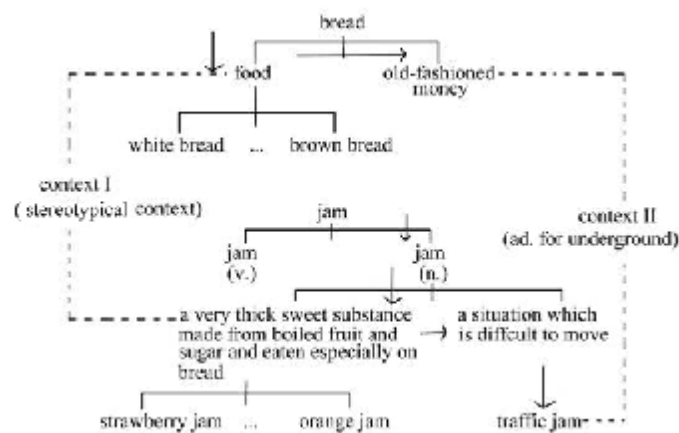 bread
food
old-fashioned
money
white bread ... brown bread
context I
( stereotypical context)
context II
(ad. for underground)
jam
jam
(v.)
jam
(n.)
a very thick sweet substance
made from boiled fruit and
sugar and eaten especially on
bread
a situation which
is diffcult to move
strawberry jam ... orange jam
traffic jam